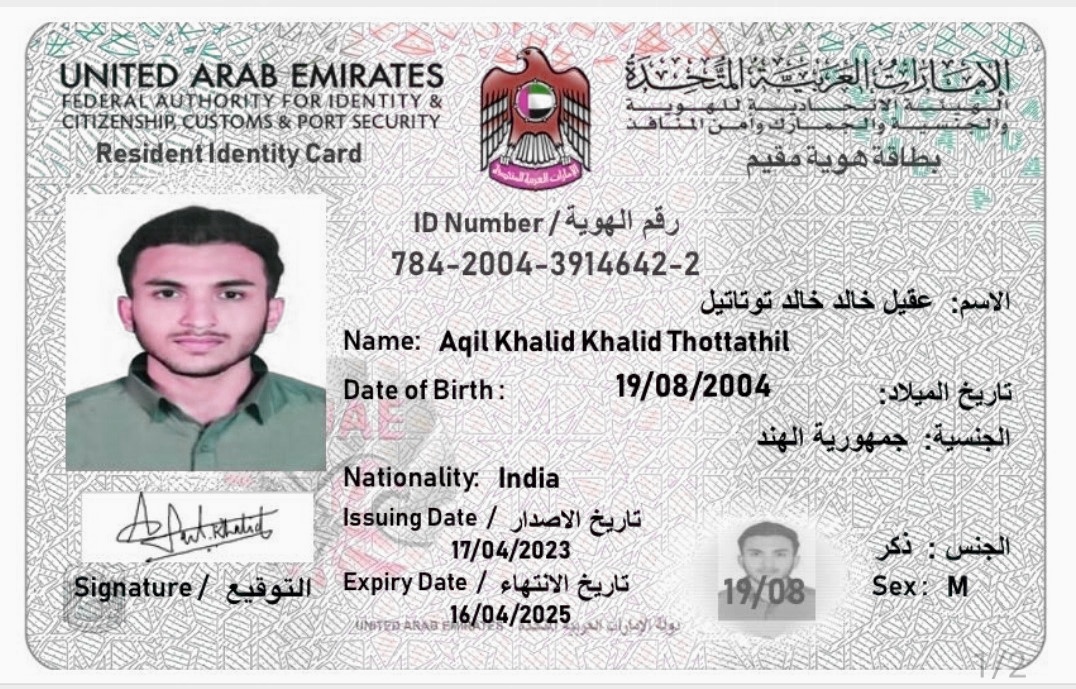 UNITED ARAB EMIRATES
FEDERAL AUTHORITY FOR IDENTITY &
CITIZENSHIP, CUSTOMS & PORT SECURITY
Resident Identity Card
الإمارات العربية المتحدة
الهيئة الاتحادية للهوية
والجنسية والجمارك وأمن المنافذ
بطاقة هوية مقيم
ID Number / رقم الهوية
784-2004-3914642-2
الاسم: عقيل خالد خالد توتاتيل
Name: Aqil Khalid Khalid Thottathil
Date of Birth : 19/08/2004 تاريخ الميلاد:
الجنسية: جمهورية الهند
Nationality: India
Issuing Date / تاريخ الاصدار
17/04/2023
Expiry Date / تاريخ الانتهاء
16/04/2025
الجنس : ذكر
Sex: M
19/08
Signature / التوقيع
UNITED ARAB EMIRATES دولة الإمارات العربية المتحدة
UAE
1/2